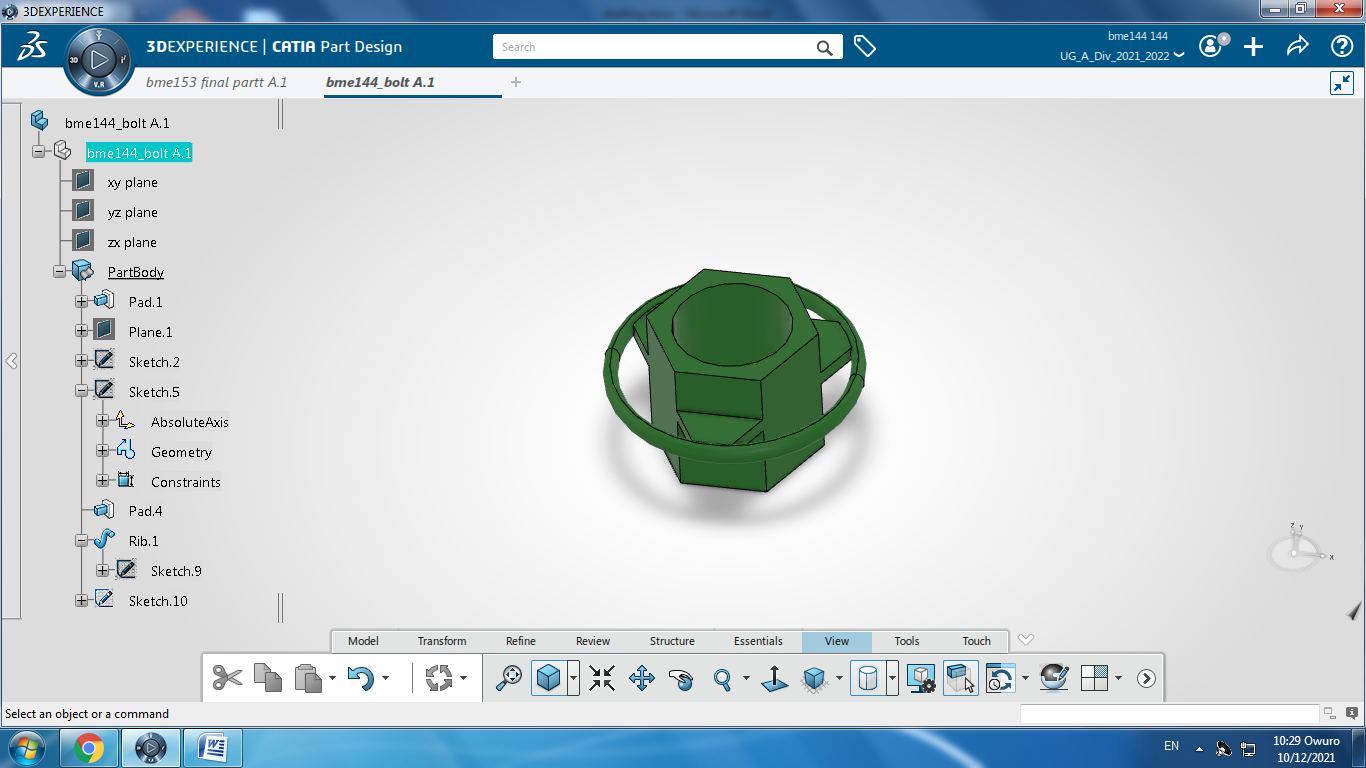 3DEXPERIENCE
3DEXPERIENCE | CATIA Part Design
Search
bme144 144
UG_A_Div_2021_2022
3D
V.R
bme153 final partt A.1
bme144_bolt A.1
bme144_bolt A.1
bme144_bolt A.1
xy plane
yz plane
zx plane
PartBody
Pad.1
Plane.1
Sketch.2
Sketch.5
AbsoluteAxis
Geometry
Constraints
Pad.4
Rib.1
Sketch.9
Sketch.10
z y
x
Model Transform Refine Review Structure Essentials View Tools Touch
Select an object or a command
EN
10:29 Owuro
10/12/2021